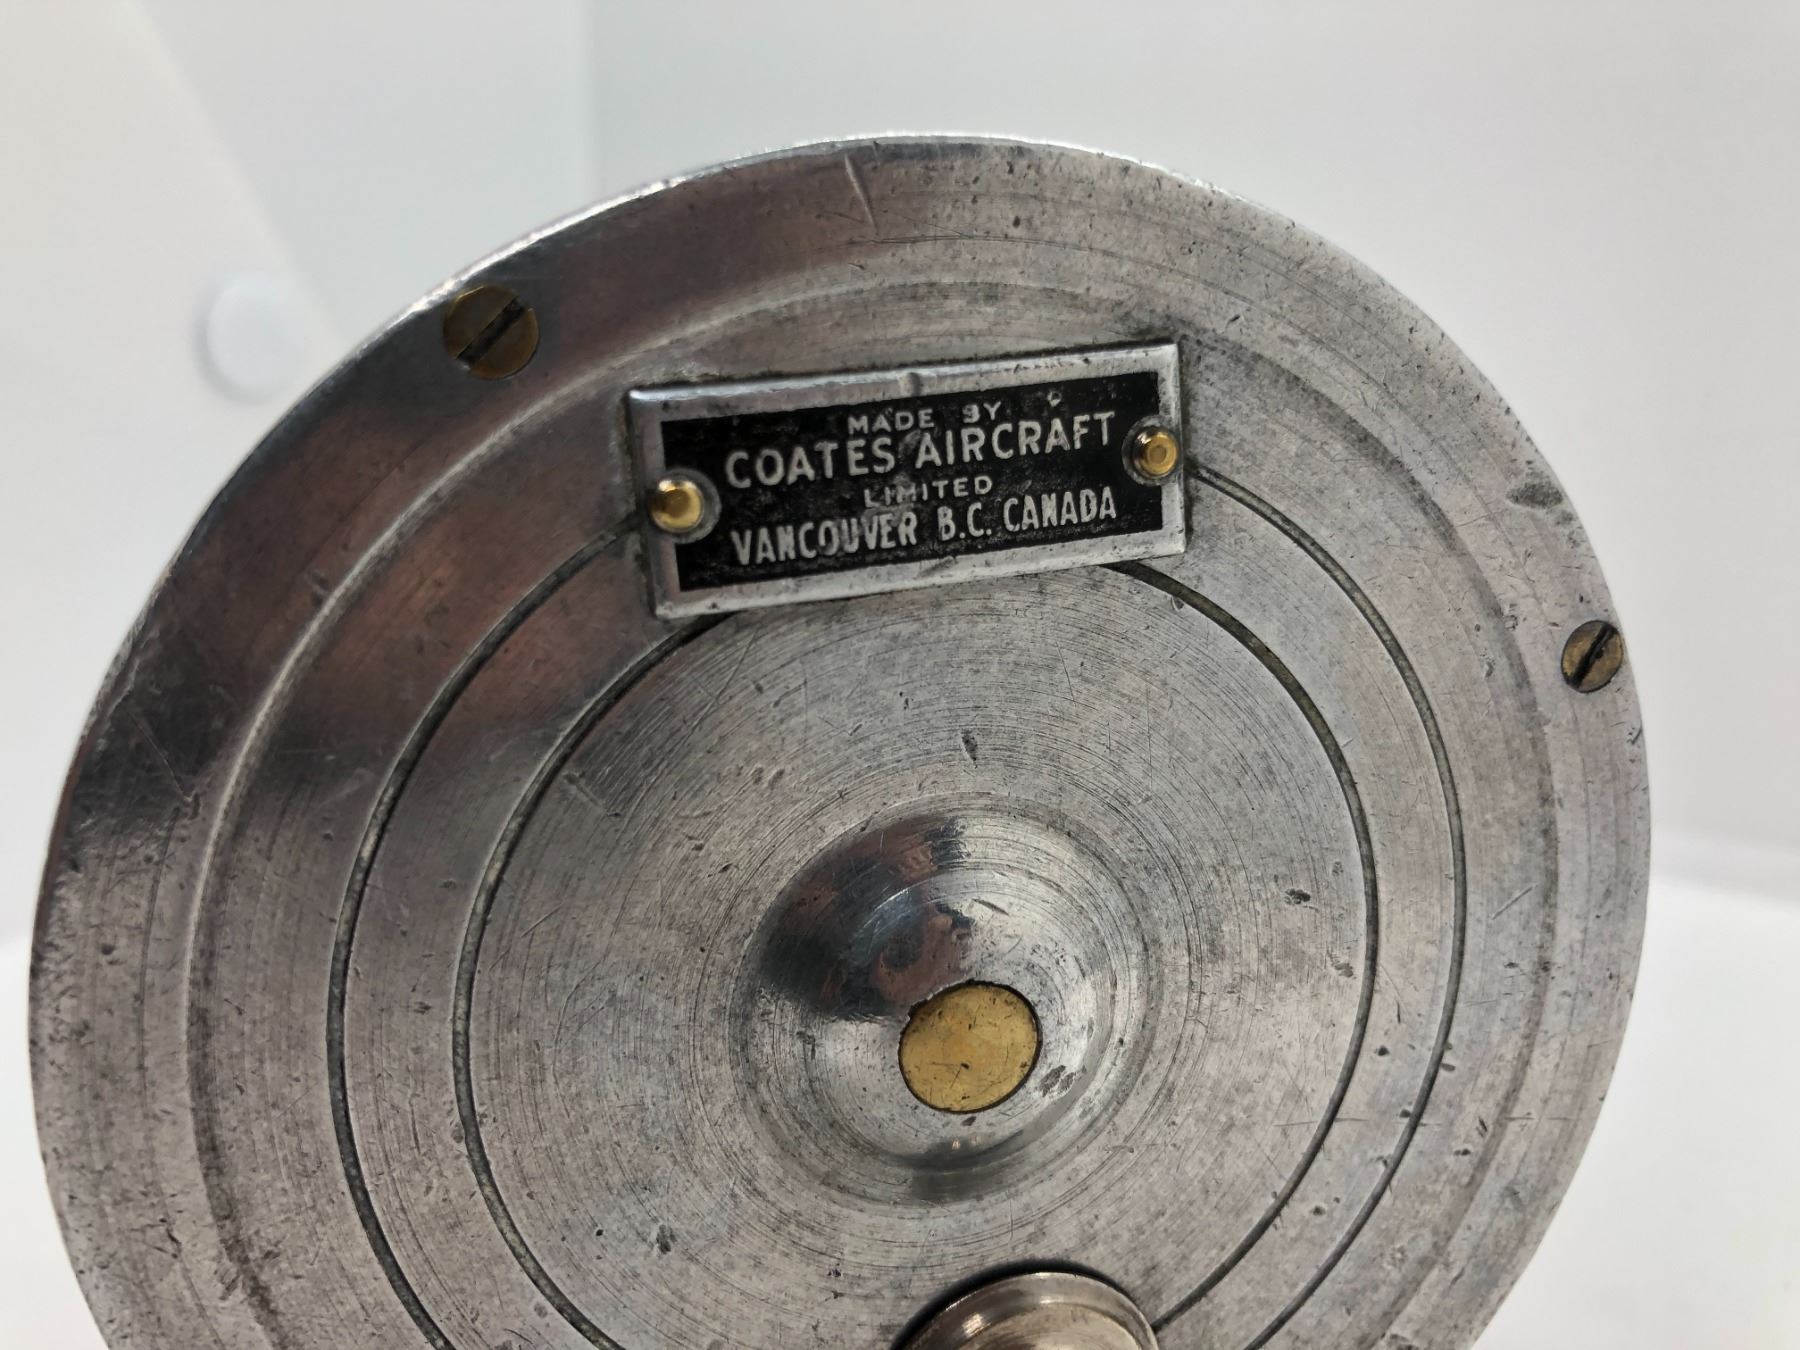 MADE BY
COATES AIRCRAFT
LIMITED
VANCOUVER B.C. CANADA